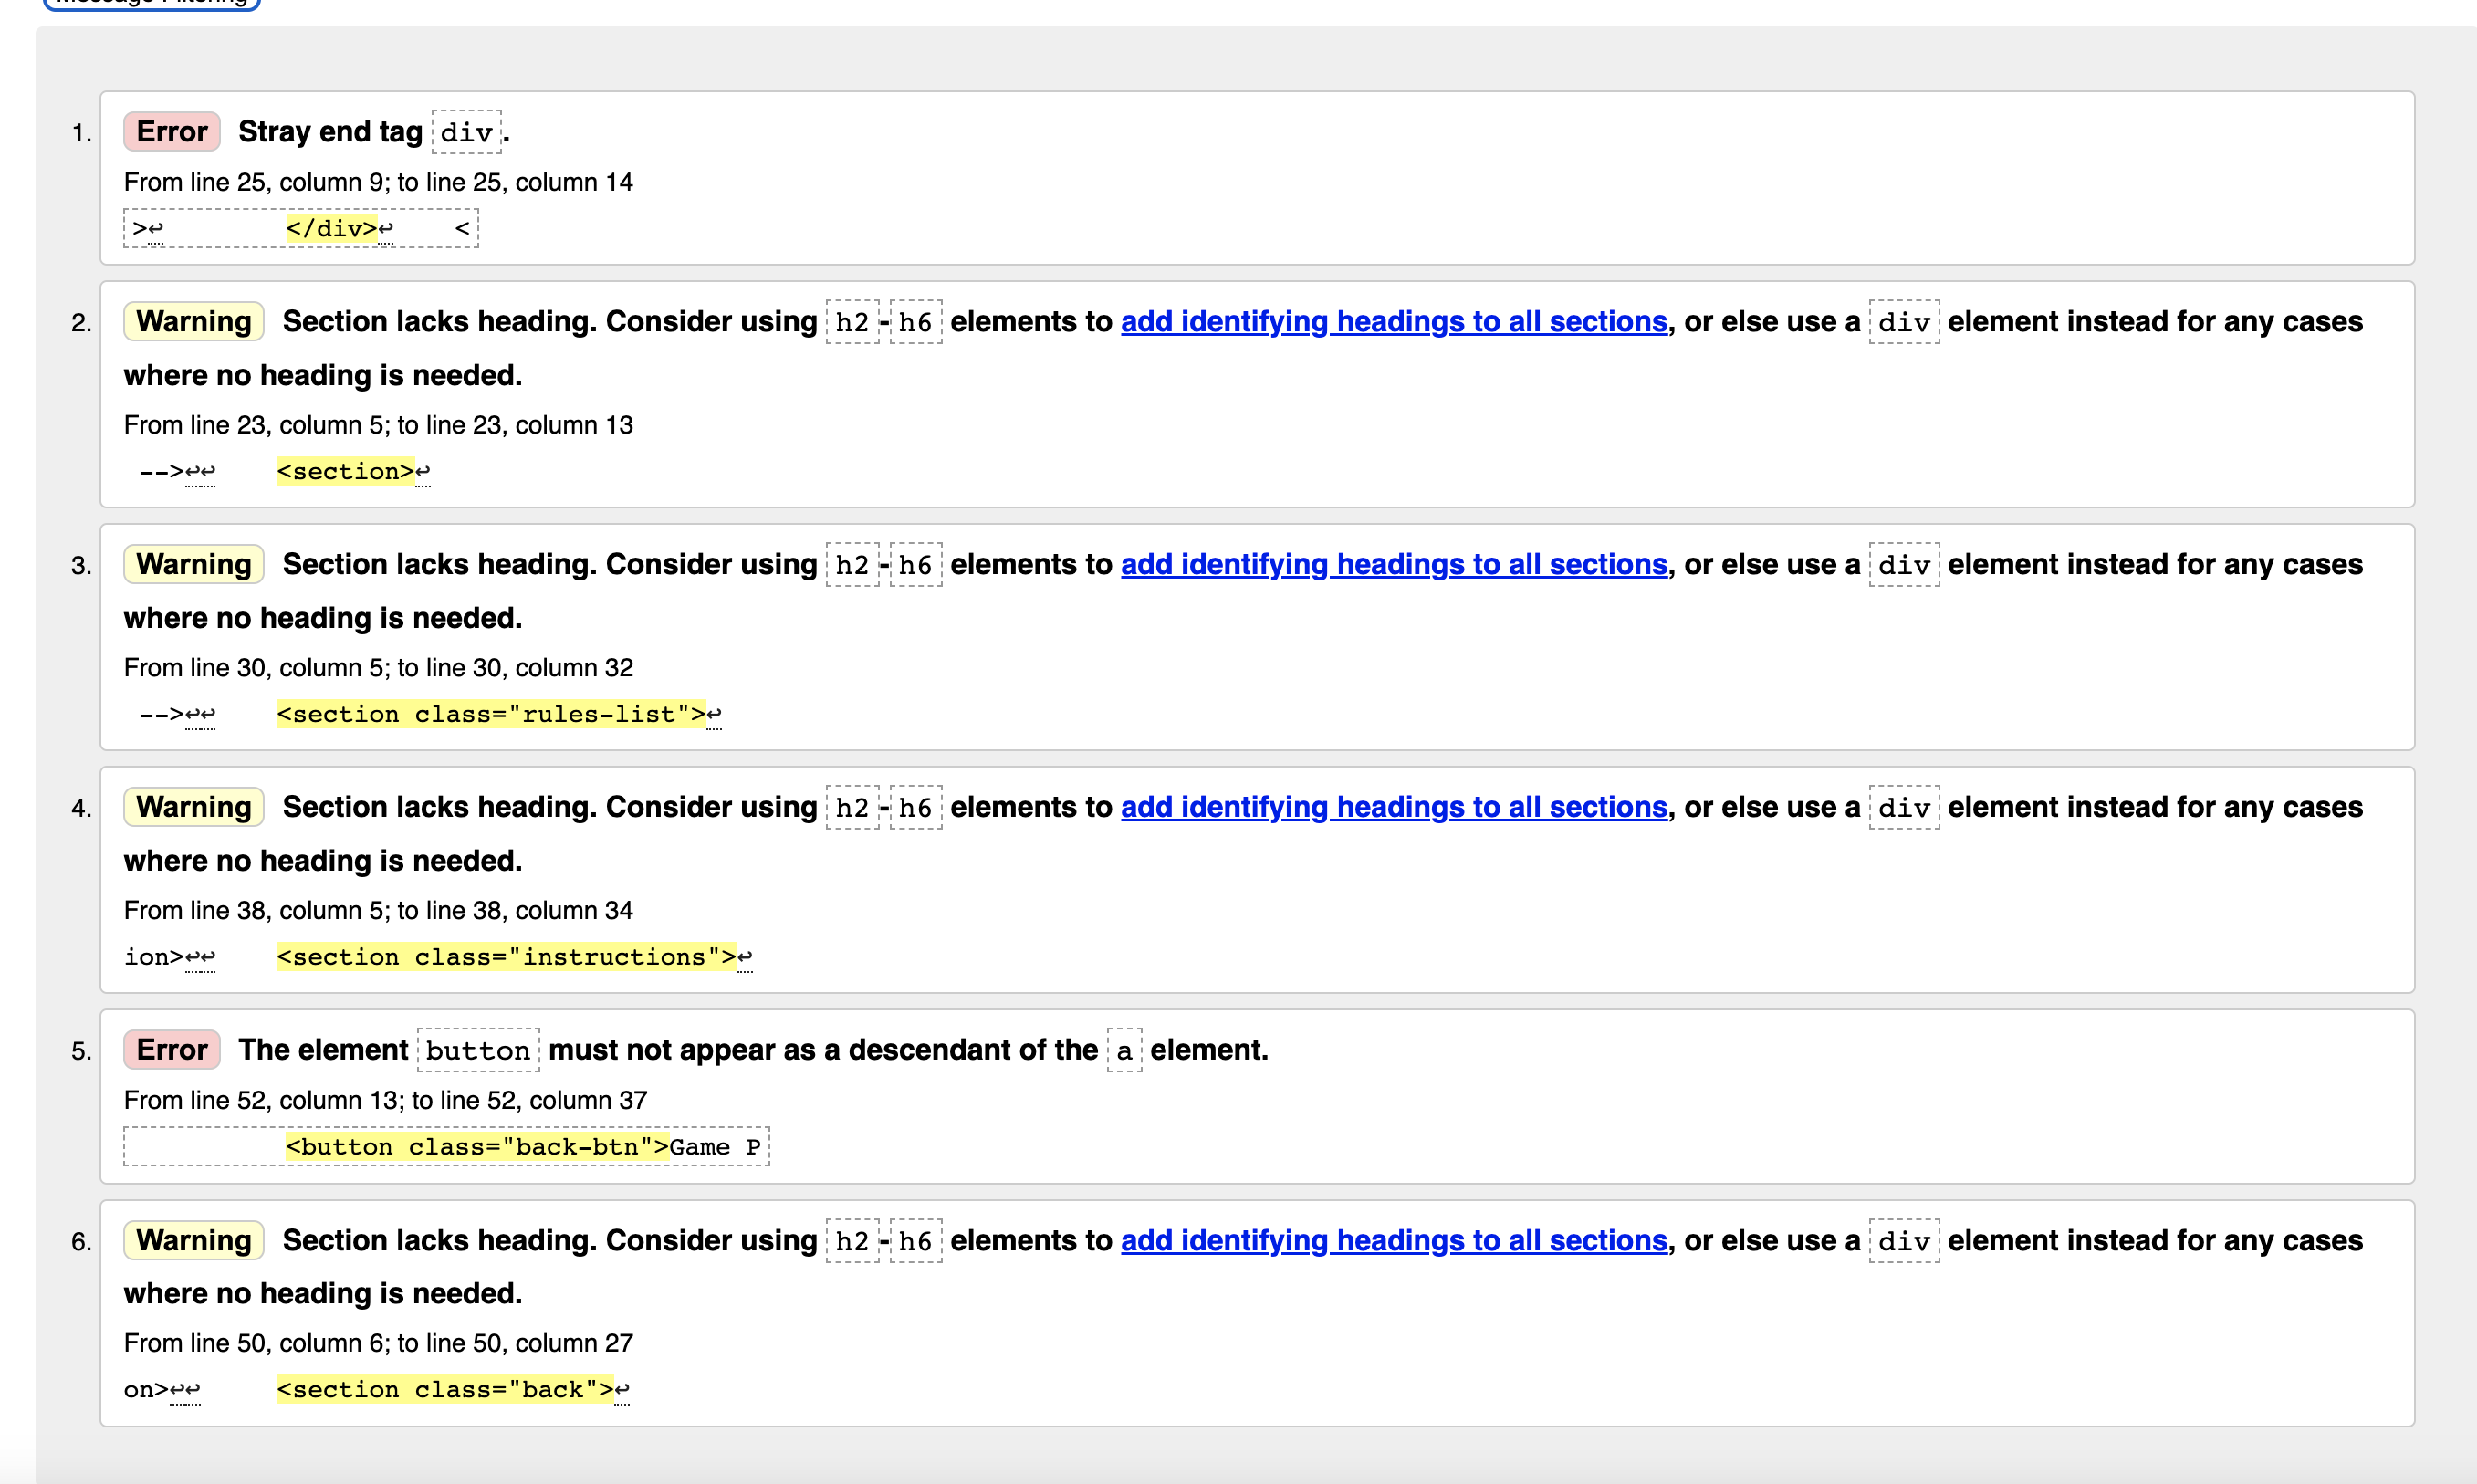 Message Filtering
1. Error Stray end tag div.
From line 25, column 9; to line 25, column 14
>↩        </div>↩    <
2. Warning Section lacks heading. Consider using h2-h6 elements to add identifying headings to all sections, or else use a div element instead for any cases
where no heading is needed.
From line 23, column 5; to line 23, column 13
-->↩↩    <section>↩
3. Warning Section lacks heading. Consider using h2-h6 elements to add identifying headings to all sections, or else use a div element instead for any cases
where no heading is needed.
From line 30, column 5; to line 30, column 32
-->↩↩    <section class="rules-list">↩
4. Warning Section lacks heading. Consider using h2-h6 elements to add identifying headings to all sections, or else use a div element instead for any cases
where no heading is needed.
From line 38, column 5; to line 38, column 34
ion>↩↩    <section class="instructions">↩
5. Error The element button must not appear as a descendant of the a element.
From line 52, column 13; to line 52, column 37
<button class="back-btn">Game P
6. Warning Section lacks heading. Consider using h2-h6 elements to add identifying headings to all sections, or else use a div element instead for any cases
where no heading is needed.
From line 50, column 6; to line 50, column 27
on>↩↩     <section class="back">↩